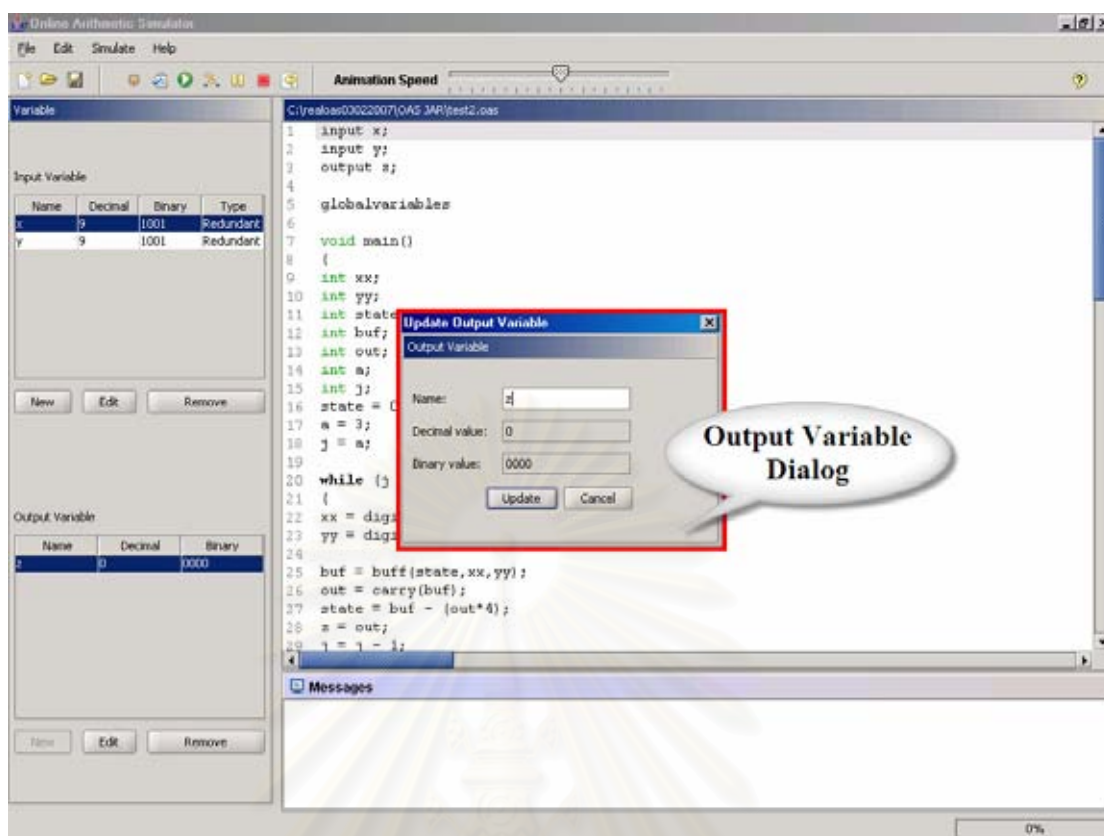 Online Arithmetic Simulator
File Edit Simulate Help
Animation Speed
Variable
Input Variable
Name Decimal Binary Type
x 9 1001 Redundant
y 9 1001 Redundant
New Edit Remove
Output Variable
Name Decimal Binary
z 0 0000
New Edit Remove
C:\realoas03022007\OAS JAR\test2.oas
1 input x;
2 input y;
3 output z;
4
5 globalvariables
6
7 void main()
8 {
9 int xx;
10 int yy;
11 int state
12 int buf;
13 int out;
14 int a;
15 int j;
16 state = 0
17 a = 3;
18 j = a;
19
20 while (j
21 {
22 xx = digi
23 yy = digi
24
25 buf = buff(state,xx,yy);
26 out = carry(buf);
27 state = buf - (out*4);
28 z = out;
29 j = j - 1;
Update Output Variable
Output Variable
Name: z
Decimal value: 0
Binary value: 0000
Update Cancel
Output Variable
Dialog
Messages
0%